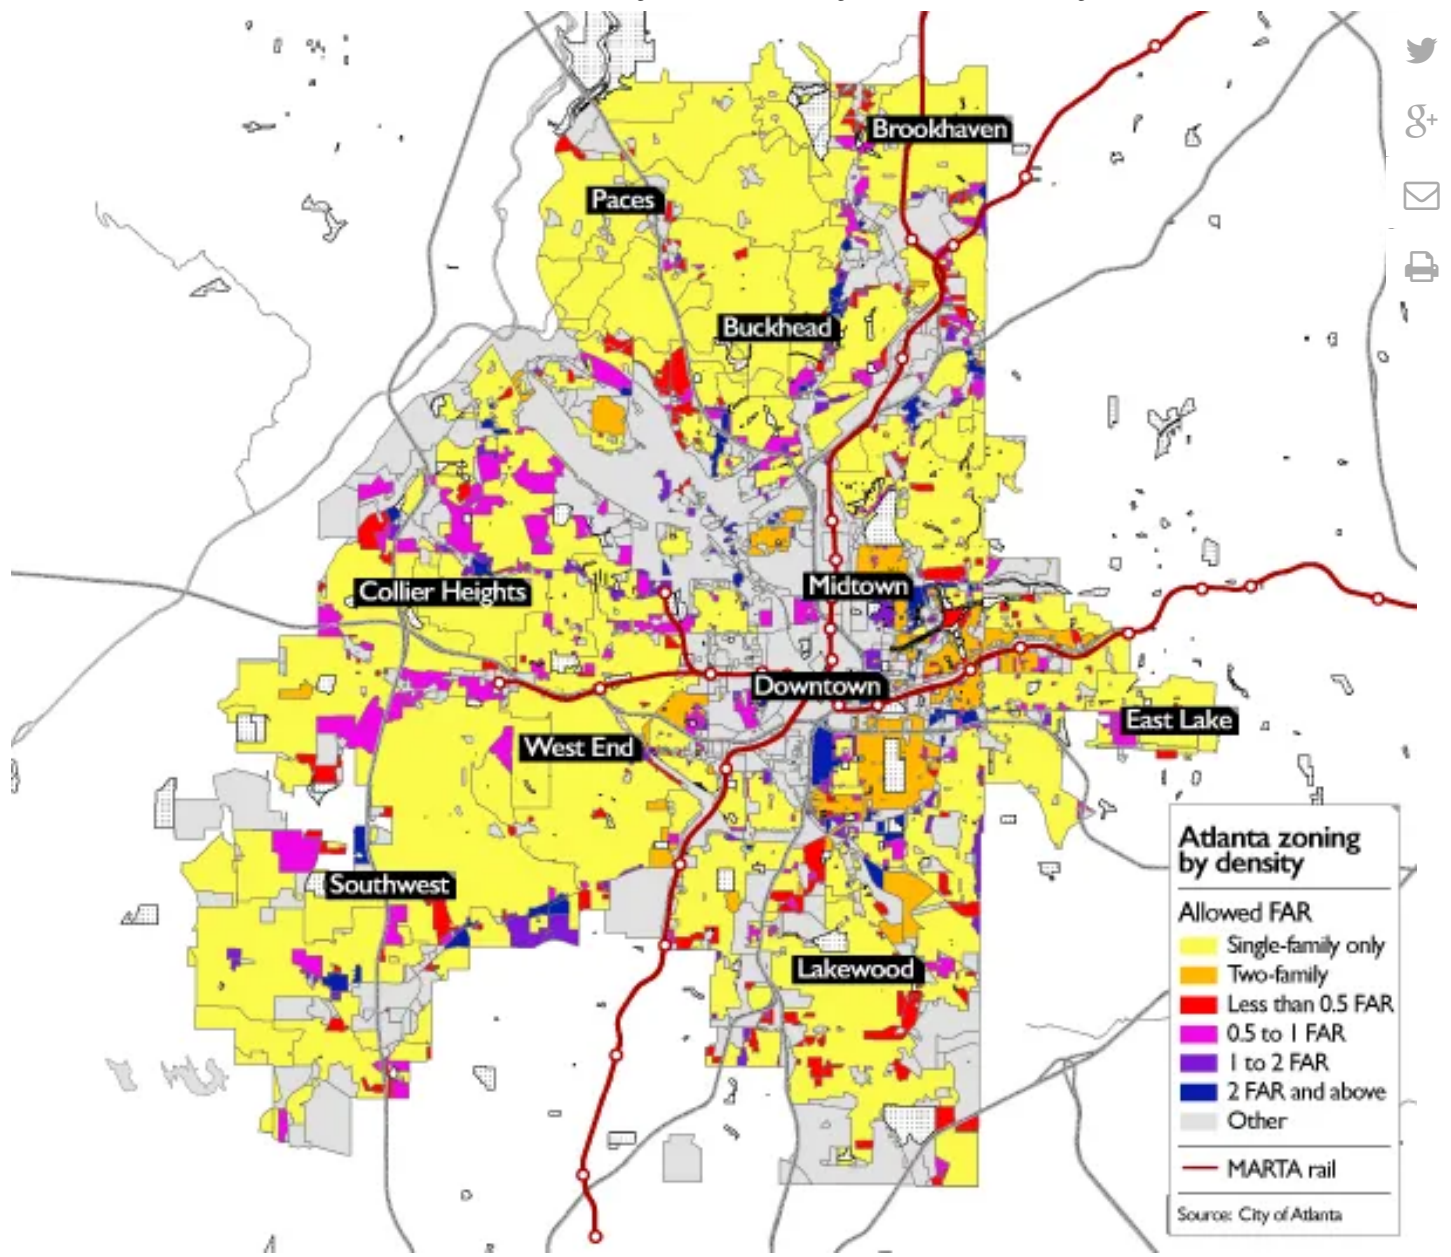 Brookhaven
Paces
Buckhead
Collier Heights
Midtown
Downtown
East Lake
West End
Southwest
Lakewood
Atlanta zoning
by density
Allowed FAR
Single-family only
Two-family
Less than 0.5 FAR
0.5 to 1 FAR
1 to 2 FAR
2 FAR and above
Other
MARTA rail
Source: City of Atlanta
g+